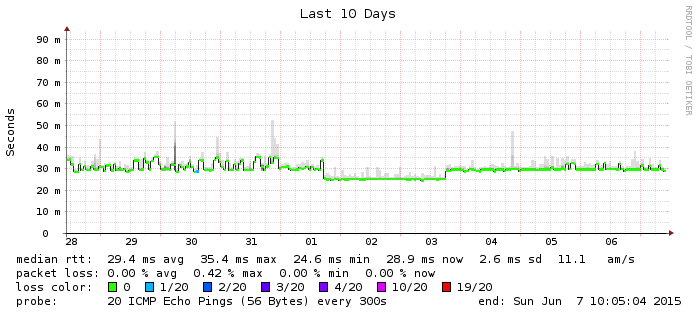 Last 10 Days
RRDTOOL / TOBI OETIKER
Seconds
90 m
80 m
70 m
60 m
50 m
40 m
30 m
20 m
10 m
0 m
28 29 30 31 01 02 03 04 05 06
median rtt: 29.4 ms avg 35.4 ms max 24.6 ms min 28.9 ms now 2.6 ms sd 11.1 am/s
packet loss: 0.00 % avg 0.42 % max 0.00 % min 0.00 % now
loss color: 0 1/20 2/20 3/20 4/20 10/20 19/20
probe: 20 ICMP Echo Pings (56 Bytes) every 300s end: Sun Jun 7 10:05:04 2015